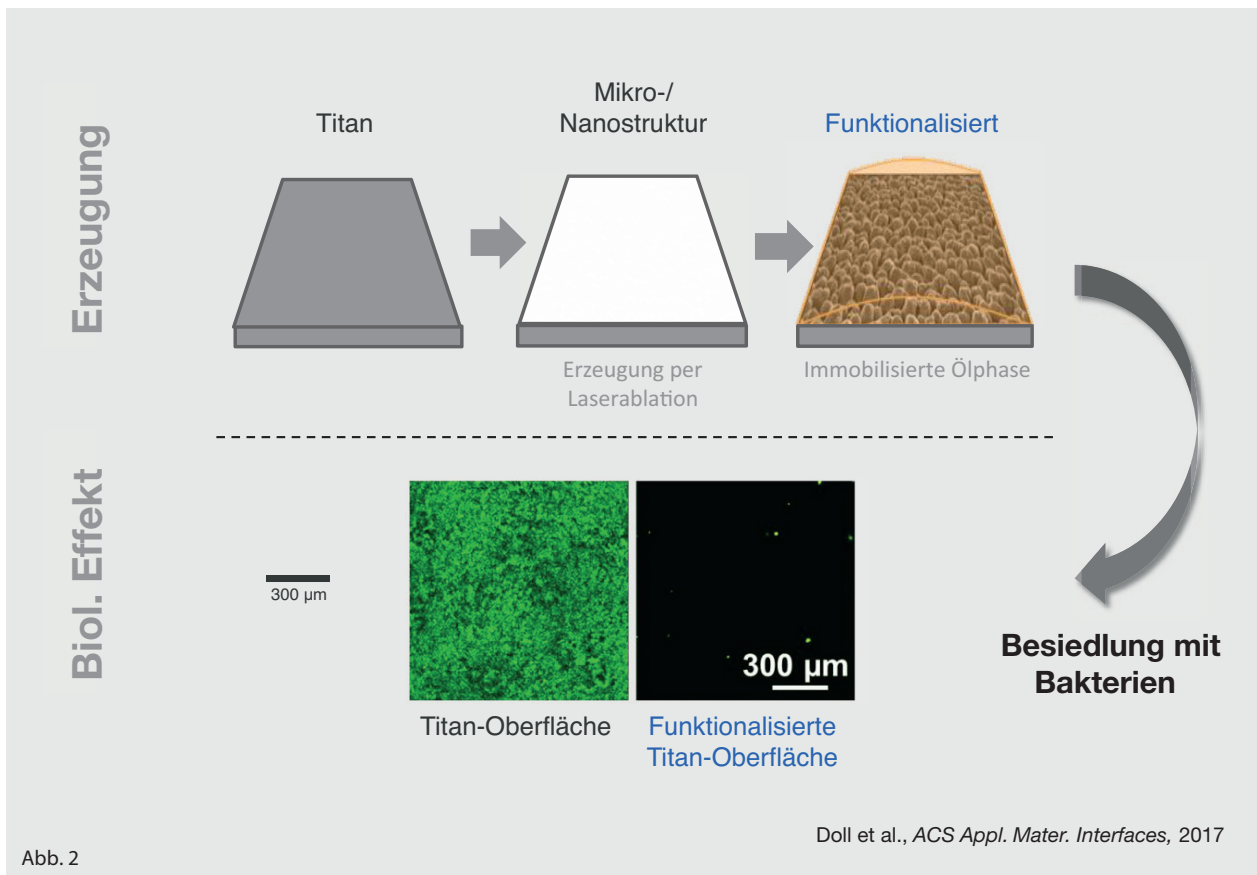 Erzeugung
Titan
Mikro-/
Nanostruktur
Funktionalisiert
Erzeugung per
Laserablation
Immobilisierte Ölphase
Biol. Effekt
300 µm
300 µm
Titan-Oberfläche
Funktionalisierte
Titan-Oberfläche
Besiedlung mit
Bakterien
Doll et al., ACS Appl. Mater. Interfaces, 2017
Abb. 2